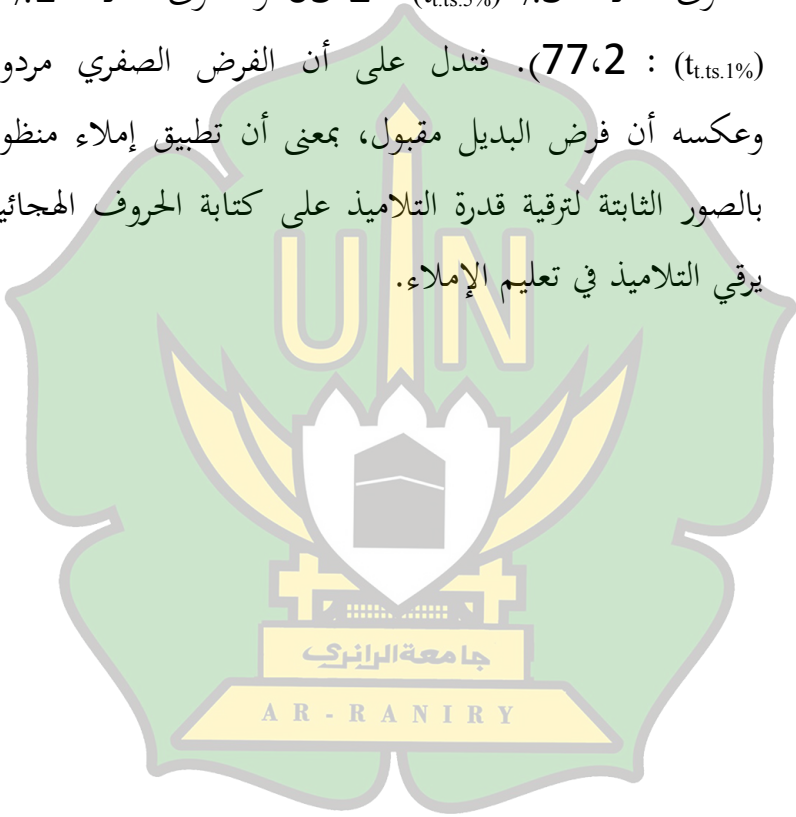 (t_t.ts.1%) : 2،77). فتدل على أن الفرض الصفري مردو
وعكسه أن فرض البديل مقبول، بمعنى أن تطبيق إملاء منظو
بالصور الثابتة لترقية قدرة التلاميذ على كتابة الحروف الهجائي
يرقي التلاميذ في تعليم الإملاء.
UIN
جامعة الرانري
AR-RANIRY